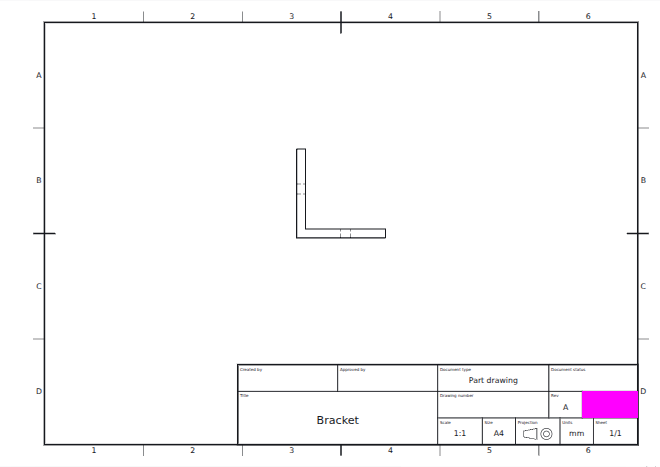 1 2 3 4 5 6
A A
B B
C C
D D
Created by Approved by Document type Document status
Part drawing
Title Drawing number Rev.
A
Bracket
Scale Size Projection Units Sheet
1:1 A4 mm 1/1
1 2 3 4 5 6